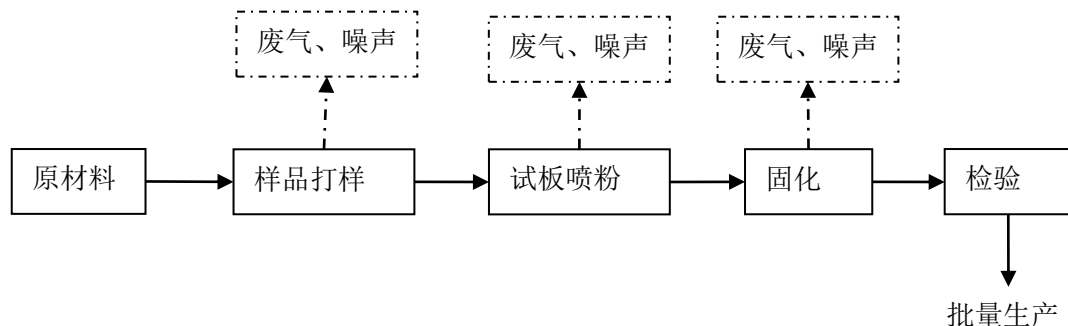 废气、噪声
废气、噪声
废气、噪声
原材料
样品打样
试板喷粉
固化
检验
批量生产